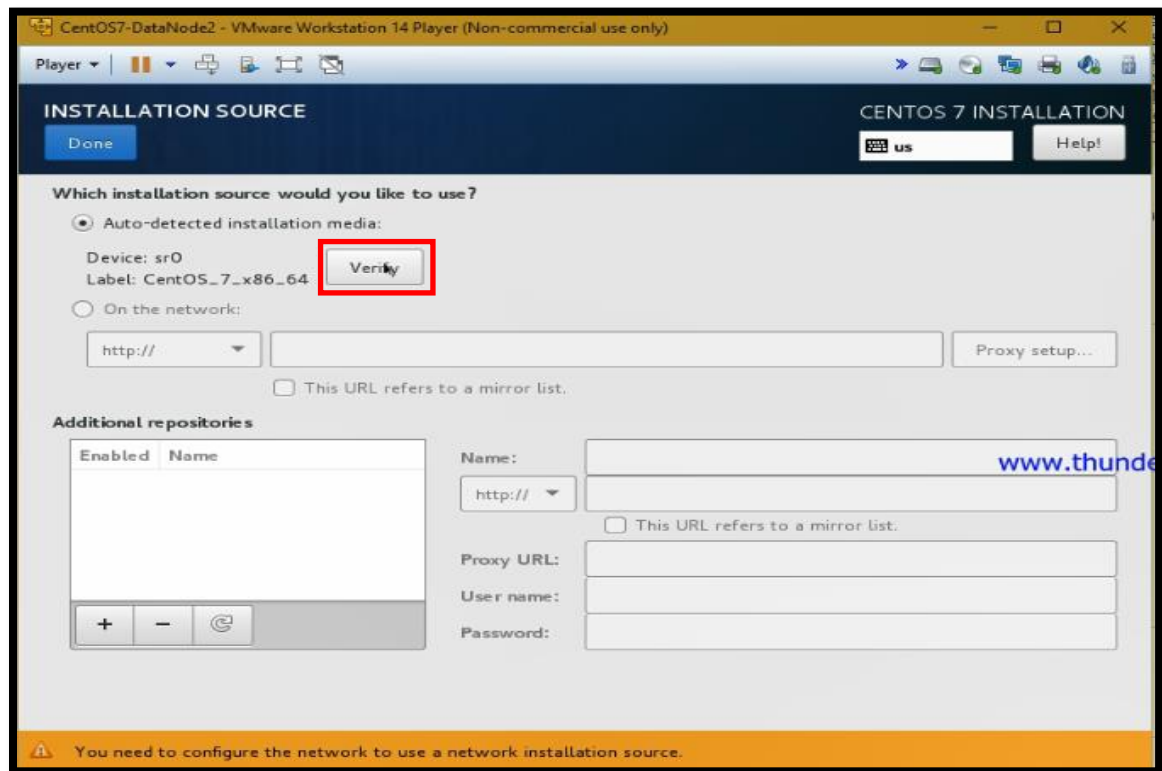 CentOS7-DataNode2 - VMware Workstation 14 Player (Non-commercial use only)
Player
INSTALLATION SOURCE
CENTOS 7 INSTALLATION
Done
us
Help!
Which installation source would you like to use?
Auto-detected installation media:
Device: sr0
Label: CentOS_7_x86_64
Verify
On the network:
http://
Proxy setup...
This URL refers to a mirror list.
Additional repositories
Enabled Name
Name:
www.thunde
http://
This URL refers to a mirror list.
Proxy URL:
User name:
Password:
You need to configure the network to use a network installation source.